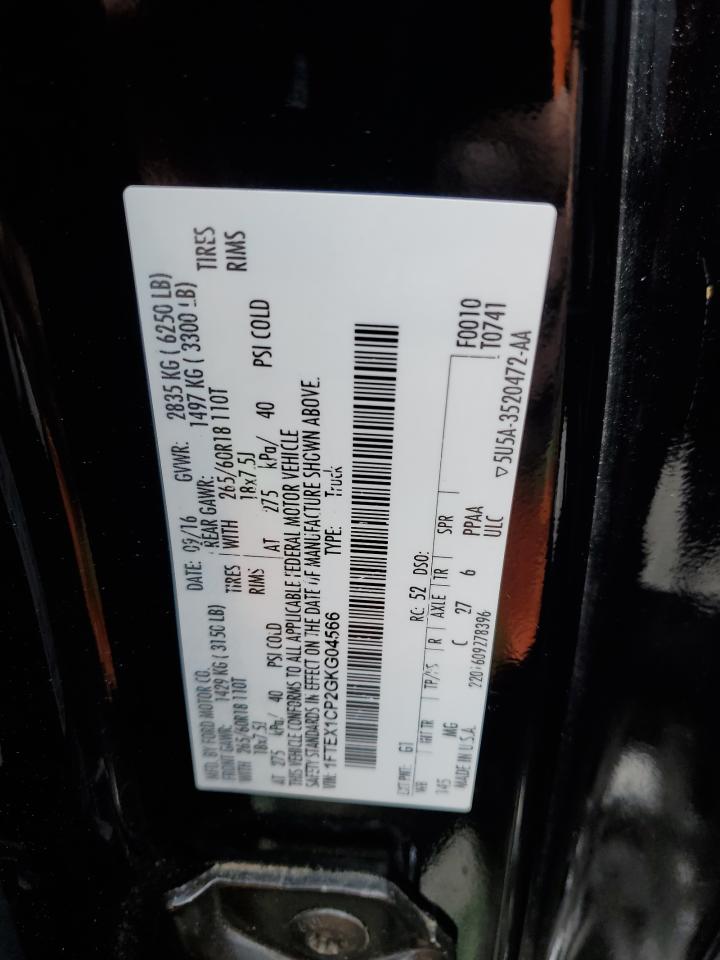 MFD. BY FORD MOTOR CO. DATE: 09/16 GVWR: 2835 KG ( 6250 LB)
FRONT GAWR: 1429 KG ( 3150 LB) REAR GAWR: 1497 KG ( 3300 LB)
WITH 265/60R18 110T TIRES WITH 265/60R18 110T TIRES
18x7.5J RIMS 18x7.5J RIMS
AT 275 kPa/ 40 PSI COLD AT 275 kPa/ 40 PSI COLD
THIS VEHICLE CONFORMS TO ALL APPLICABLE FEDERAL MOTOR VEHICLE
SAFETY STANDARDS IN EFFECT ON THE DATE OF MANUFACTURE SHOWN ABOVE.
VIN: 1FTEX1CP2GKG04566 TYPE: Truck
F0010
T0741
EXT PNT: G1 RC: 52 DSO:
WB INT TR TP/PS R AXLE TR SPR
145 MG C 27 6 PPAA
MADE IN U.S.A. ULC
▽5U5A-3520472-AA